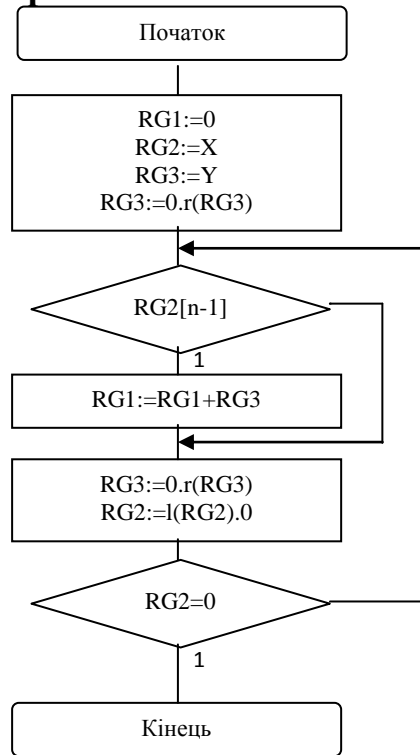 Початок
RG1:=0
RG2:=X
RG3:=Y
RG3:=0.r(RG3)
RG2[n-1]
1
RG1:=RG1+RG3
RG3:=0.r(RG3)
RG2:=l(RG2).0
RG2=0
1
Кінець